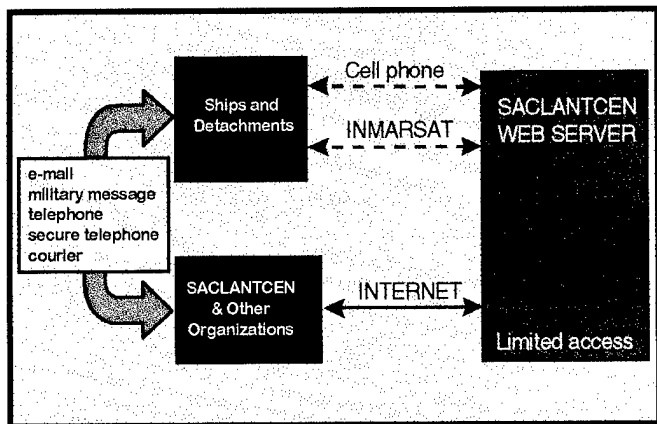 Ships and
Detachments
Cell phone
INMARSAT
SACLANTCEN
WEB SERVER
e-mail
military message
telephone
secure telephone
courier
SACLANTCEN
& Other
Organizations
INTERNET
Limited access